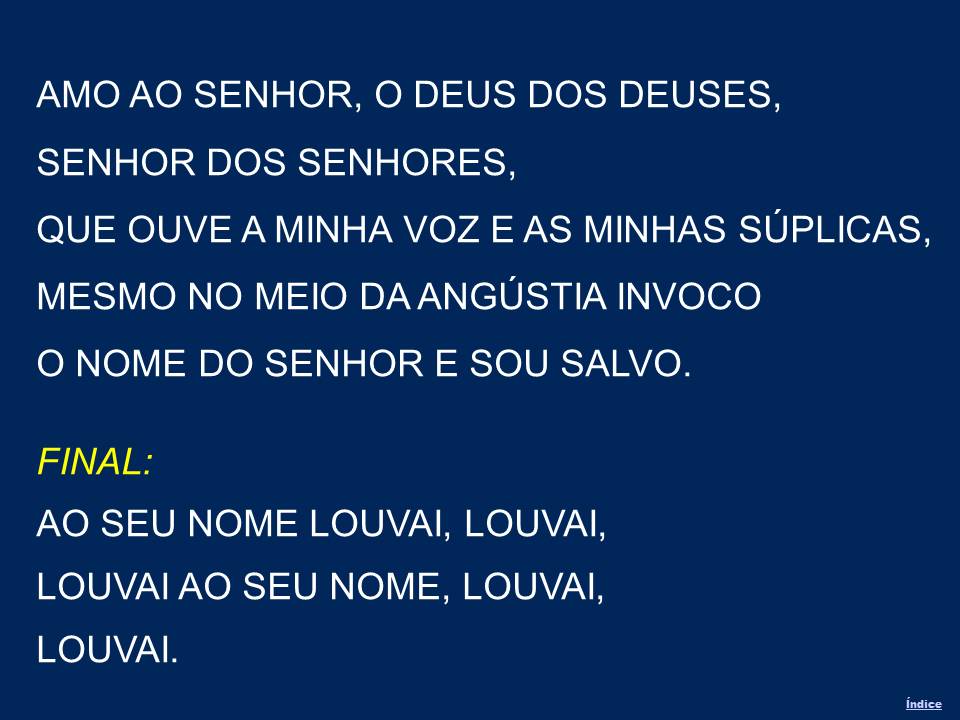 AMO AO SENHOR, O DEUS DOS DEUSES,
SENHOR DOS SENHORES,
QUE OUVE A MINHA VOZ E AS MINHAS SÚPLICAS,
MESMO NO MEIO DA ANGÚSTIA INVOCO
O NOME DO SENHOR E SOU SALVO.
FINAL:
AO SEU NOME LOUVAI, LOUVAI,
LOUVAI AO SEU NOME, LOUVAI,
LOUVAI.
Índice